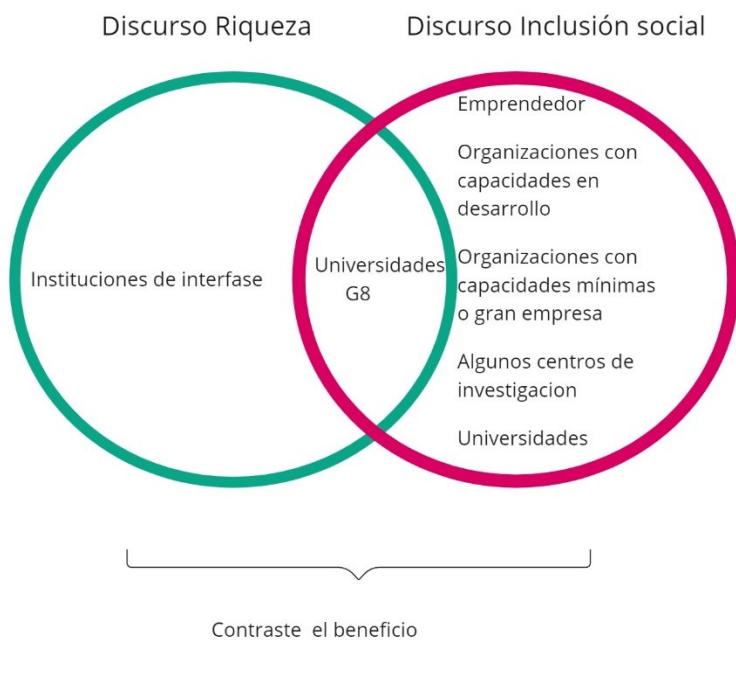 Discurso Riqueza
Discurso Inclusión social
Instituciones de interfase
Universidades
G8
Emprendedor
Organizaciones con
capacidades en
desarrollo
Organizaciones con
capacidades mínimas
o gran empresa
Algunos centros de
investigacion
Universidades
Contraste el beneficio